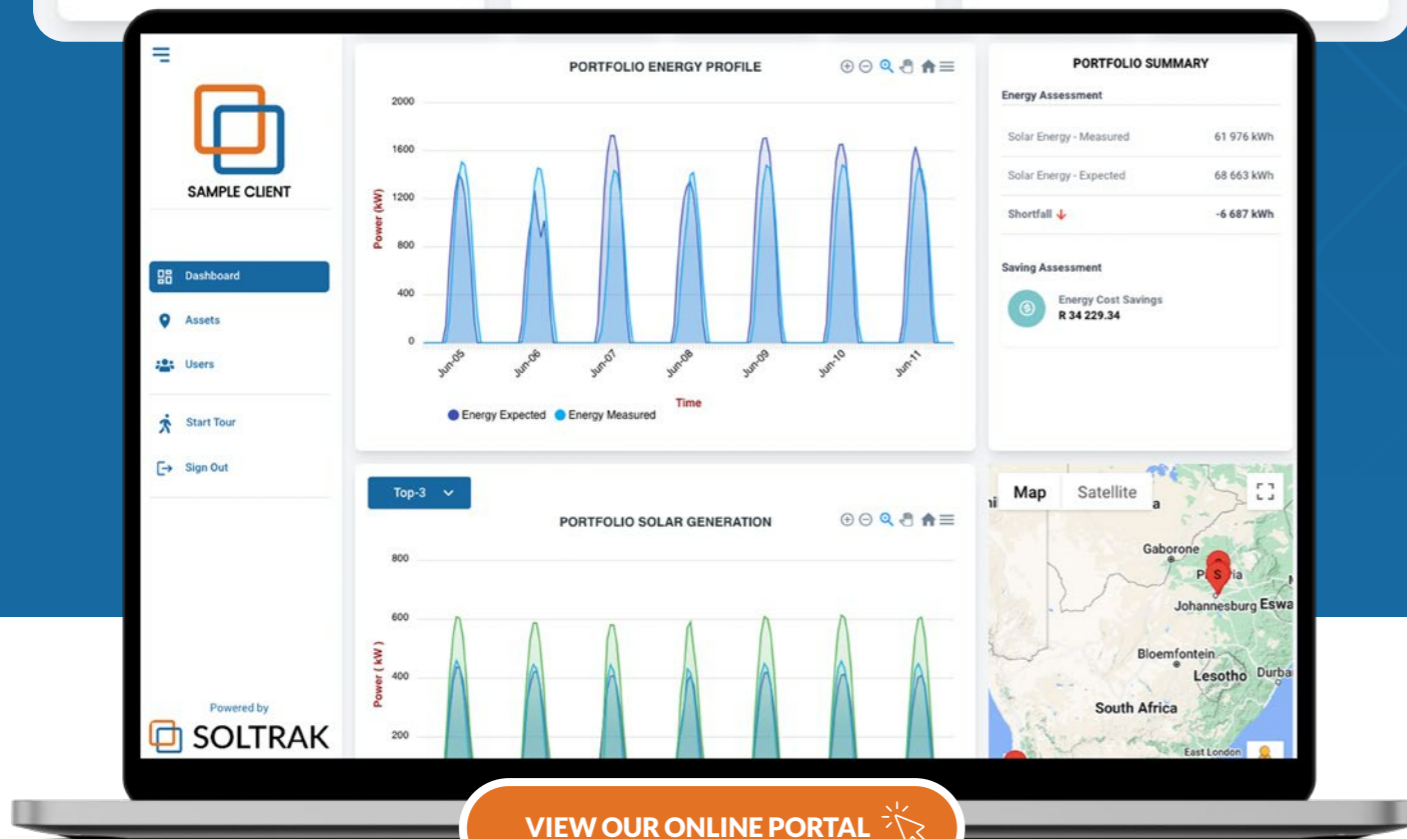 SAMPLE CLIENT
Dashboard
Assets
Users
Start Tour
Sign Out
Powered by
SOLTRAK
PORTFOLIO ENERGY PROFILE
2000
1600
1200
800
400
0
Power (kW)
Jun-05
Jun-06
Jun-07
Jun-08
Jun-09
Jun-10
Jun-11
Time
Energy Expected
Energy Measured
PORTFOLIO SUMMARY
Energy Assessment
Solar Energy - Measured 61 976 kWh
Solar Energy - Expected 68 663 kWh
Shortfall -6 687 kWh
Saving Assessment
Energy Cost Savings
R 34 229.34
Top-3
PORTFOLIO SOLAR GENERATION
800
600
400
200
Power ( kW )
Map Satellite
Gaborone
S
Johannesburg Eswa
Bloemfontein
Lesotho Durba
South Africa
East London
VIEW OUR ONLINE PORTAL